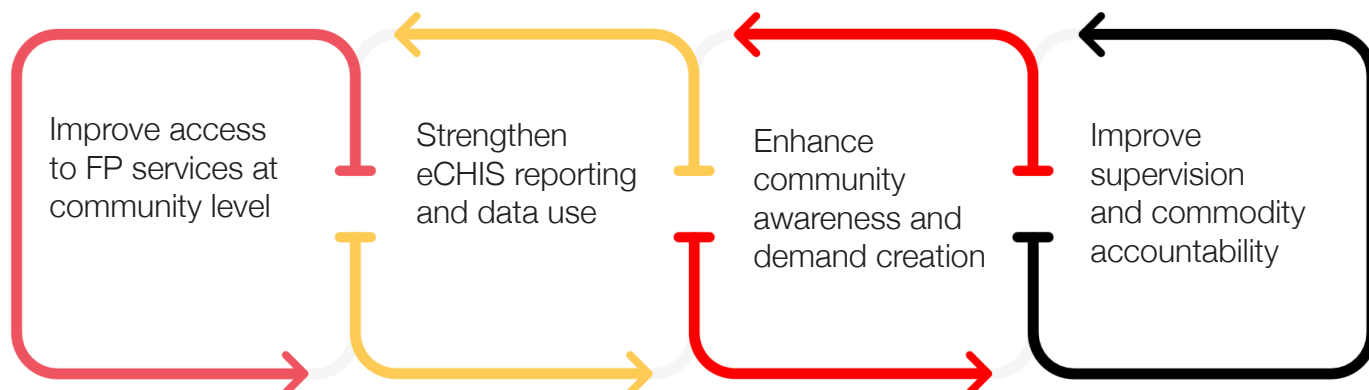 Improve access
to FP services at
community level
Strengthen
eCHIS reporting
and data use
Enhance
community
awareness and
demand creation
Improve
supervision
and commodity
accountability